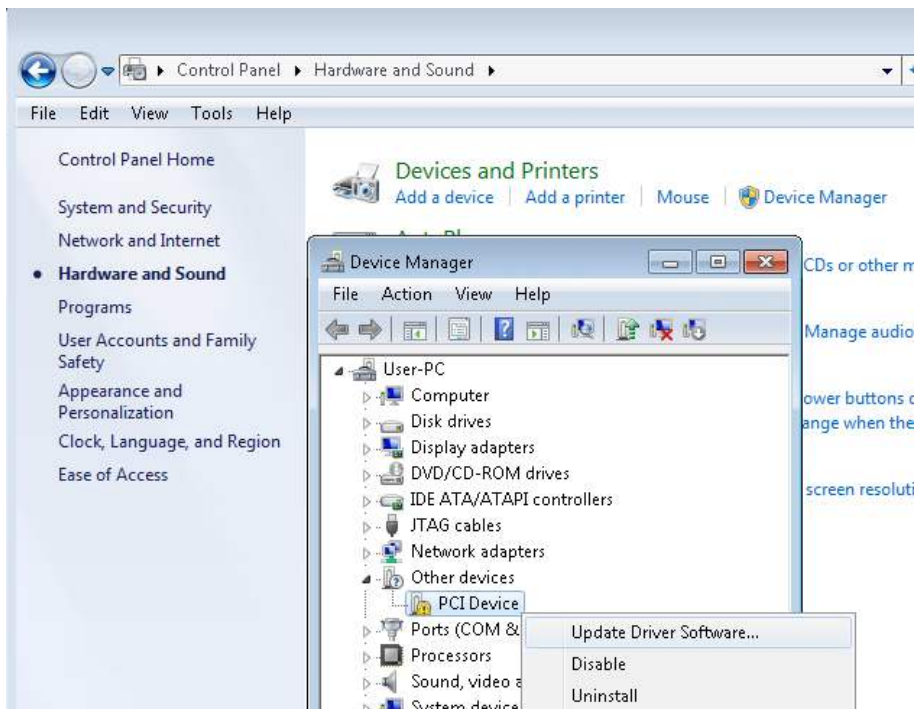 Control Panel Hardware and Sound
File Edit View Tools Help
Control Panel Home
System and Security
Network and Internet
Hardware and Sound
Programs
User Accounts and Family
Safety
Appearance and
Personalization
Clock, Language, and Region
Ease of Access
Devices and Printers
Add a device Add a printer Mouse Device Manager
CDs or other m
Manage audio
ower buttons
ange when the
screen resoluti
Device Manager
File Action View Help
User-PC
Computer
Disk drives
Display adapters
DVD/CD-ROM drives
IDE ATA/ATAPI controllers
JTAG cables
Network adapters
Other devices
PCI Device
Ports (COM &
Processors
Sound, video
System device
Update Driver Software...
Disable
Uninstall